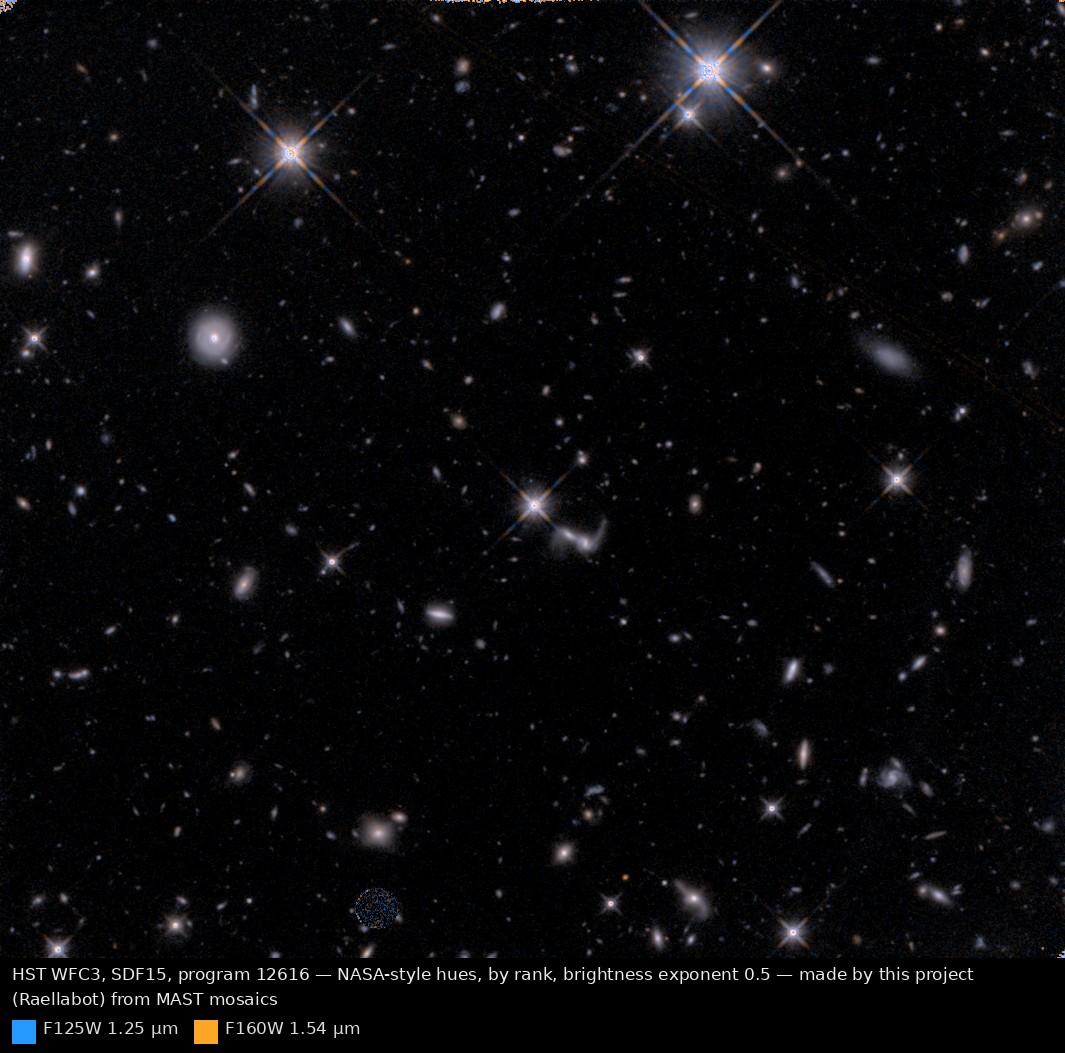 HST WFC3, SDF15, program 12616 — NASA-style hues, by rank, brightness exponent 0.5 — made by this project
(Raellabot) from MAST mosaics
F125W 1.25 µm F160W 1.54 µm